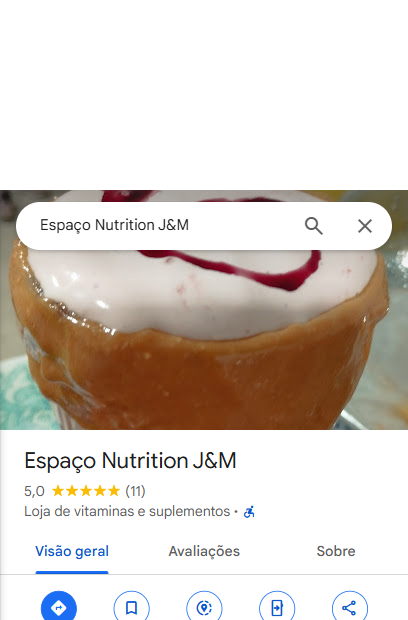 Espaço Nutrition J&M
Espaço Nutrition J&M
5,0 (11)
Loja de vitaminas e suplementos ·
Visão geral Avaliações Sobre